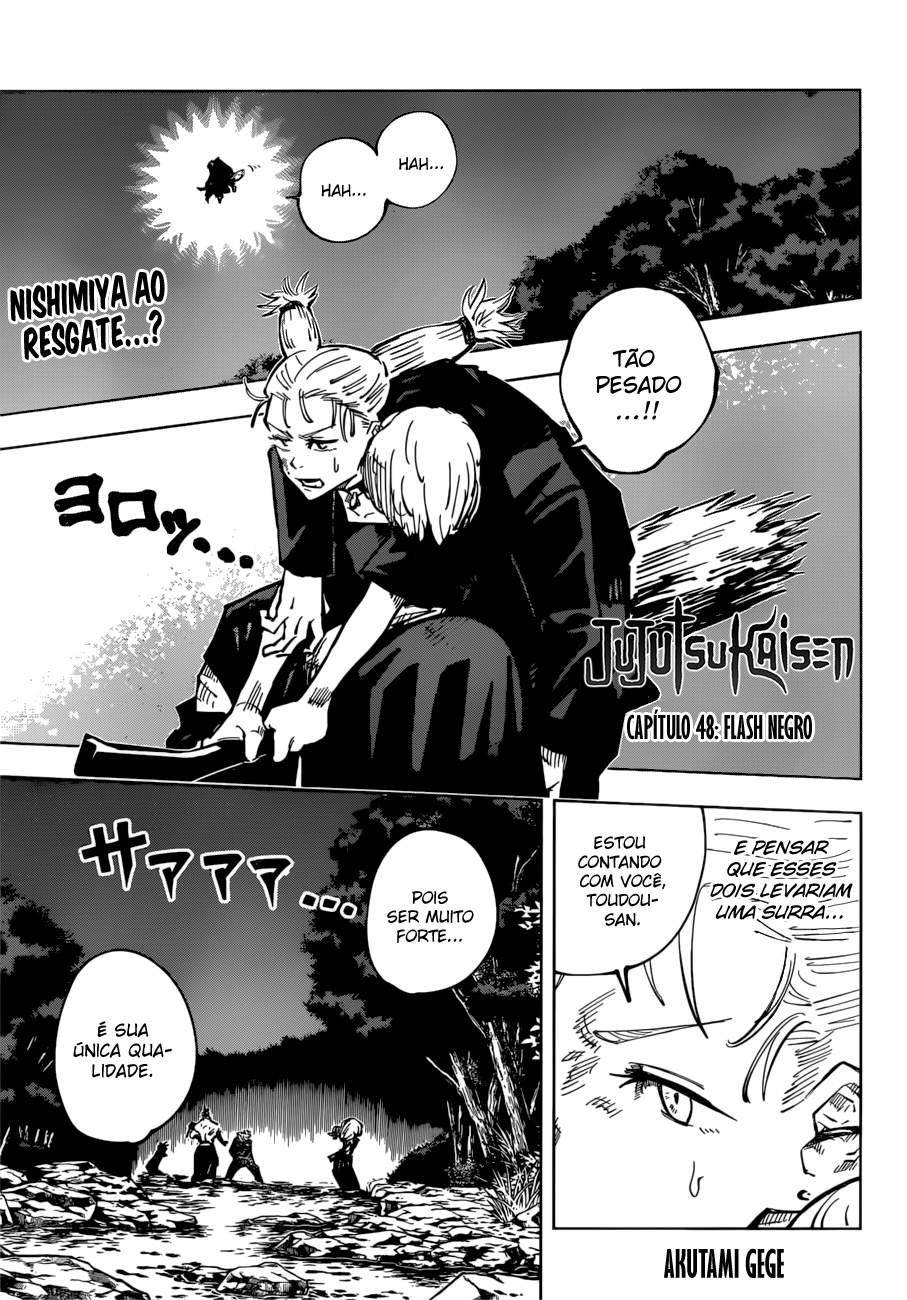 HAH...
HAH...
NISHIMIYA AO
RESGATE...?
TÃO
PESADO
...!!
ヨロッ...
JUJUTSU KAISEN
CAPÍTULO 48: FLASH NEGRO
E PENSAR
QUE ESSES
DOIS LEVARIAM
UMA SURRA...
ESTOU
CONTANDO
COM VOCÊ,
TOUDOU-
SAN.
サァァァ...
POIS
SER MUITO
FORTE...
É SUA
ÚNICA QUA-
LIDADE.
AKUTAMI GEGE